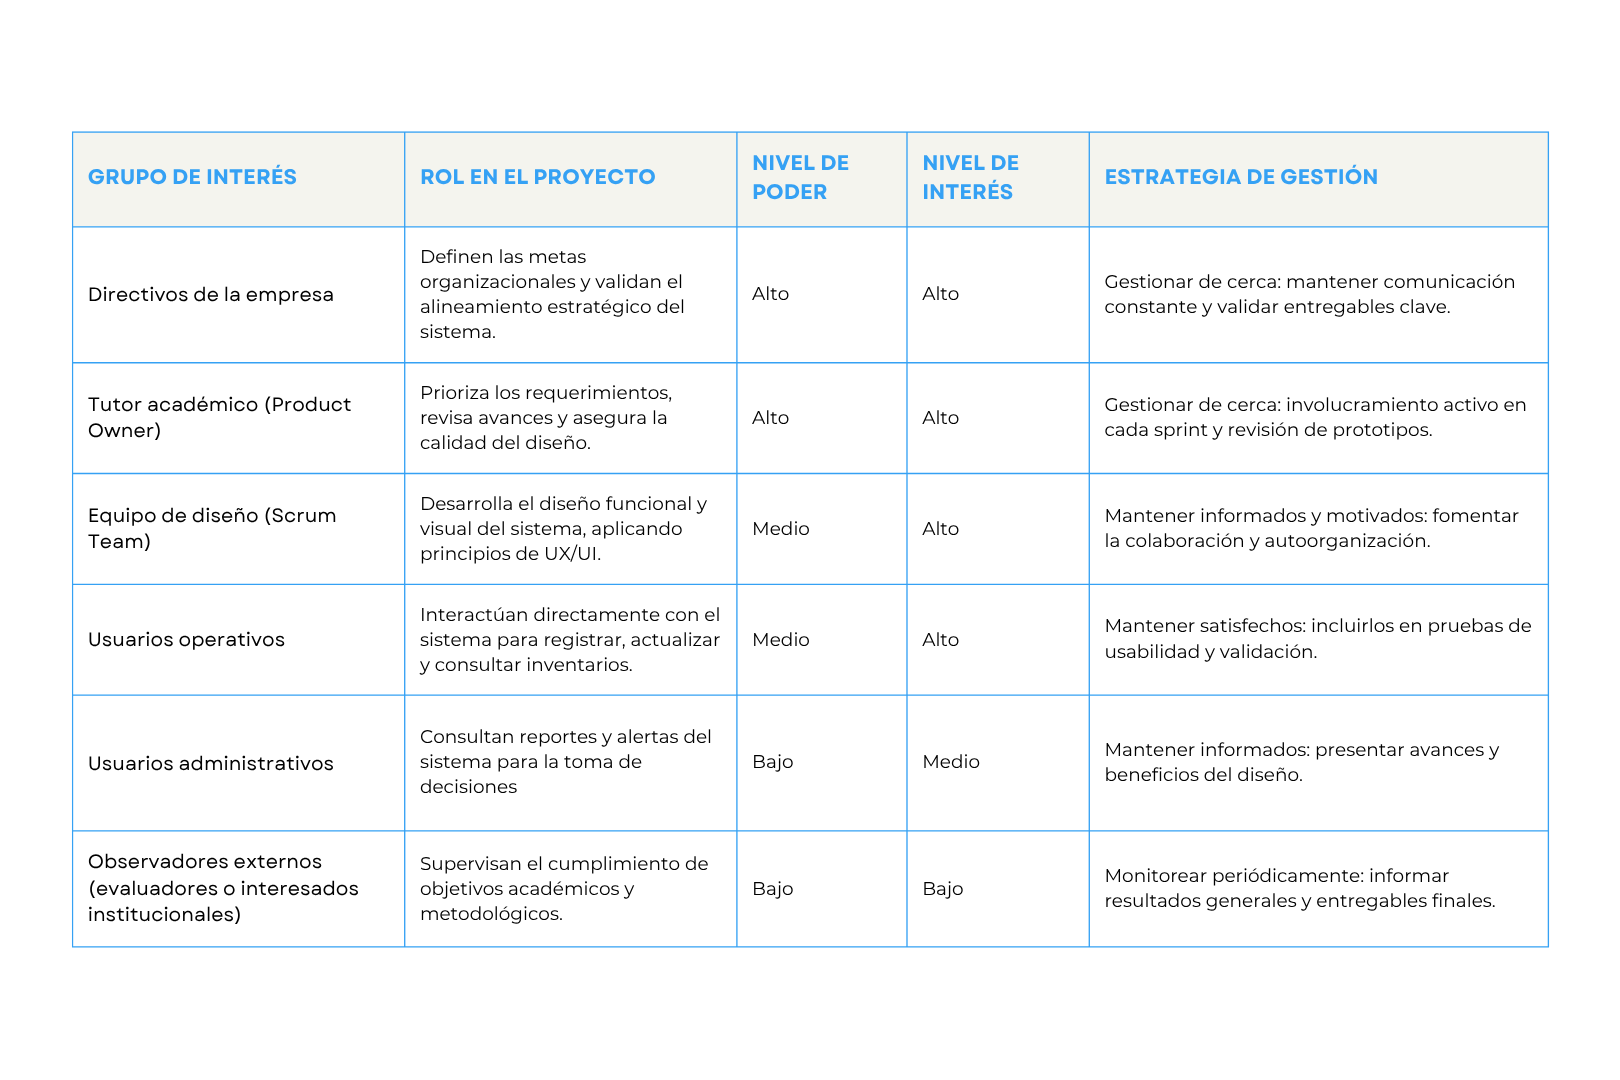 GRUPO DE INTERÉS
ROL EN EL PROYECTO
NIVEL DE
PODER
NIVEL DE
INTERÉS
ESTRATEGIA DE GESTIÓN
Directivos de la empresa
Definen las metas
organizacionales y validan el
alineamiento estratégico del
sistema.
Alto
Alto
Gestionar de cerca: mantener comunicación
constante y validar entregables clave.
Tutor académico (Product
Owner)
Prioriza los requerimientos,
revisa avances y asegura la
calidad del diseño.
Alto
Alto
Gestionar de cerca: involucramiento activo en
cada sprint y revisión de prototipos.
Equipo de diseño (Scrum
Team)
Desarrolla el diseño funcional y
visual del sistema, aplicando
principios de UX/UI.
Medio
Alto
Mantener informados y motivados: fomentar
la colaboración y autoorganización.
Usuarios operativos
Interactúan directamente con el
sistema para registrar, actualizar
y consultar inventarios.
Medio
Alto
Mantener satisfechos: incluirlos en pruebas de
usabilidad y validación.
Usuarios administrativos
Consultan reportes y alertas del
sistema para la toma de
decisiones
Bajo
Medio
Mantener informados: presentar avances y
beneficios del diseño.
Observadores externos
(evaluadores o interesados
institucionales)
Supervisan el cumplimiento de
objetivos académicos y
metodológicos.
Bajo
Bajo
Monitorear periódicamente: informar
resultados generales y entregables finales.